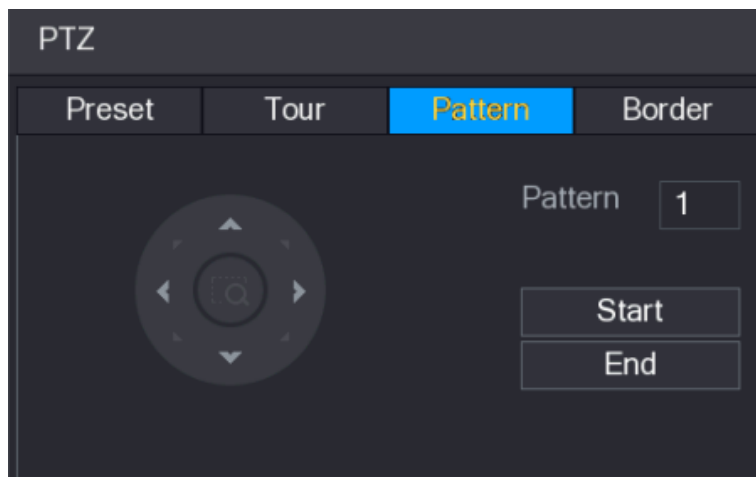 PTZ
Preset Tour Pattern Border
Pattern 1
Start
End